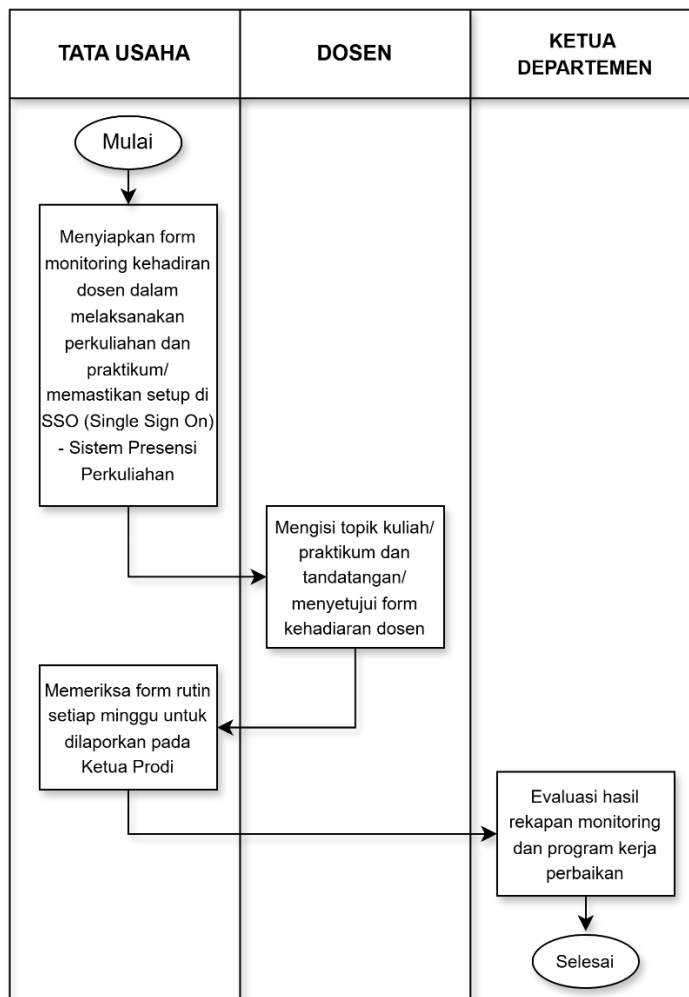 TATA USAHA
DOSEN
KETUA
DEPARTEMEN
Mulai
Menyiapkan form
monitoring kehadiran
dosen dalam
melaksanakan
perkuliahan dan
praktikum/
memastikan setup di
SSO (Single Sign On)
- Sistem Presensi
Perkuliahan
Mengisi topik kuliah/
praktikum dan
tandatangan/
menyetujui form
kehadiaran dosen
Memeriksa form rutin
setiap minggu untuk
dilaporkan pada
Ketua Prodi
Evaluasi hasil
rekapan monitoring
dan program kerja
perbaikan
Selesai